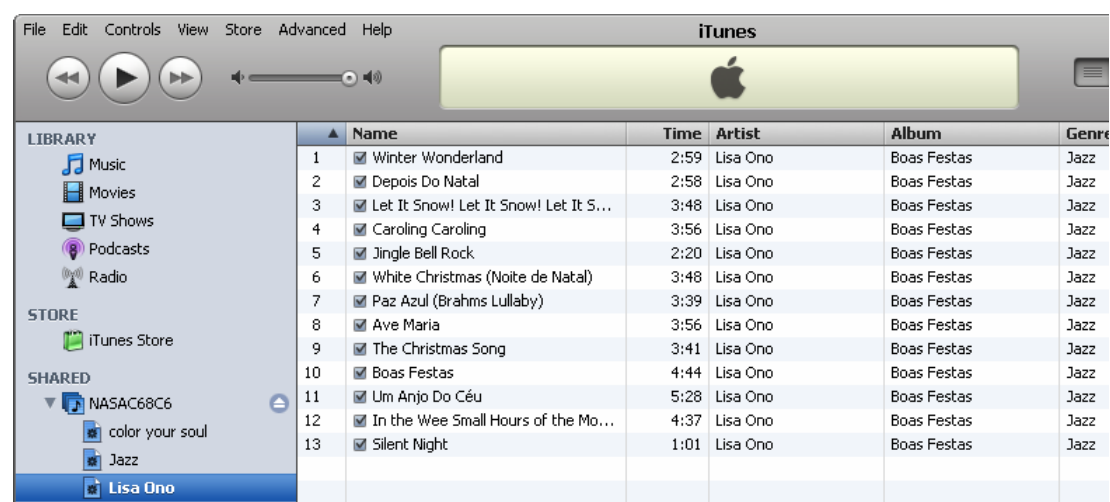 File Edit Controls View Store Advanced Help
iTunes
LIBRARY
Music
Movies
TV Shows
Podcasts
Radio
STORE
iTunes Store
SHARED
NASAC68C6
color your soul
Jazz
Lisa Ono
Name Time Artist Album Genre
1 Winter Wonderland 2:59 Lisa Ono Boas Festas Jazz
2 Depois Do Natal 2:58 Lisa Ono Boas Festas Jazz
3 Let It Snow! Let It Snow! Let It S... 3:48 Lisa Ono Boas Festas Jazz
4 Caroling Caroling 3:56 Lisa Ono Boas Festas Jazz
5 Jingle Bell Rock 2:20 Lisa Ono Boas Festas Jazz
6 White Christmas (Noite de Natal) 3:48 Lisa Ono Boas Festas Jazz
7 Paz Azul (Brahms Lullaby) 3:39 Lisa Ono Boas Festas Jazz
8 Ave Maria 3:56 Lisa Ono Boas Festas Jazz
9 The Christmas Song 3:41 Lisa Ono Boas Festas Jazz
10 Boas Festas 4:44 Lisa Ono Boas Festas Jazz
11 Um Anjo Do Céu 5:28 Lisa Ono Boas Festas Jazz
12 In the Wee Small Hours of the Mo... 4:37 Lisa Ono Boas Festas Jazz
13 Silent Night 1:01 Lisa Ono Boas Festas Jazz